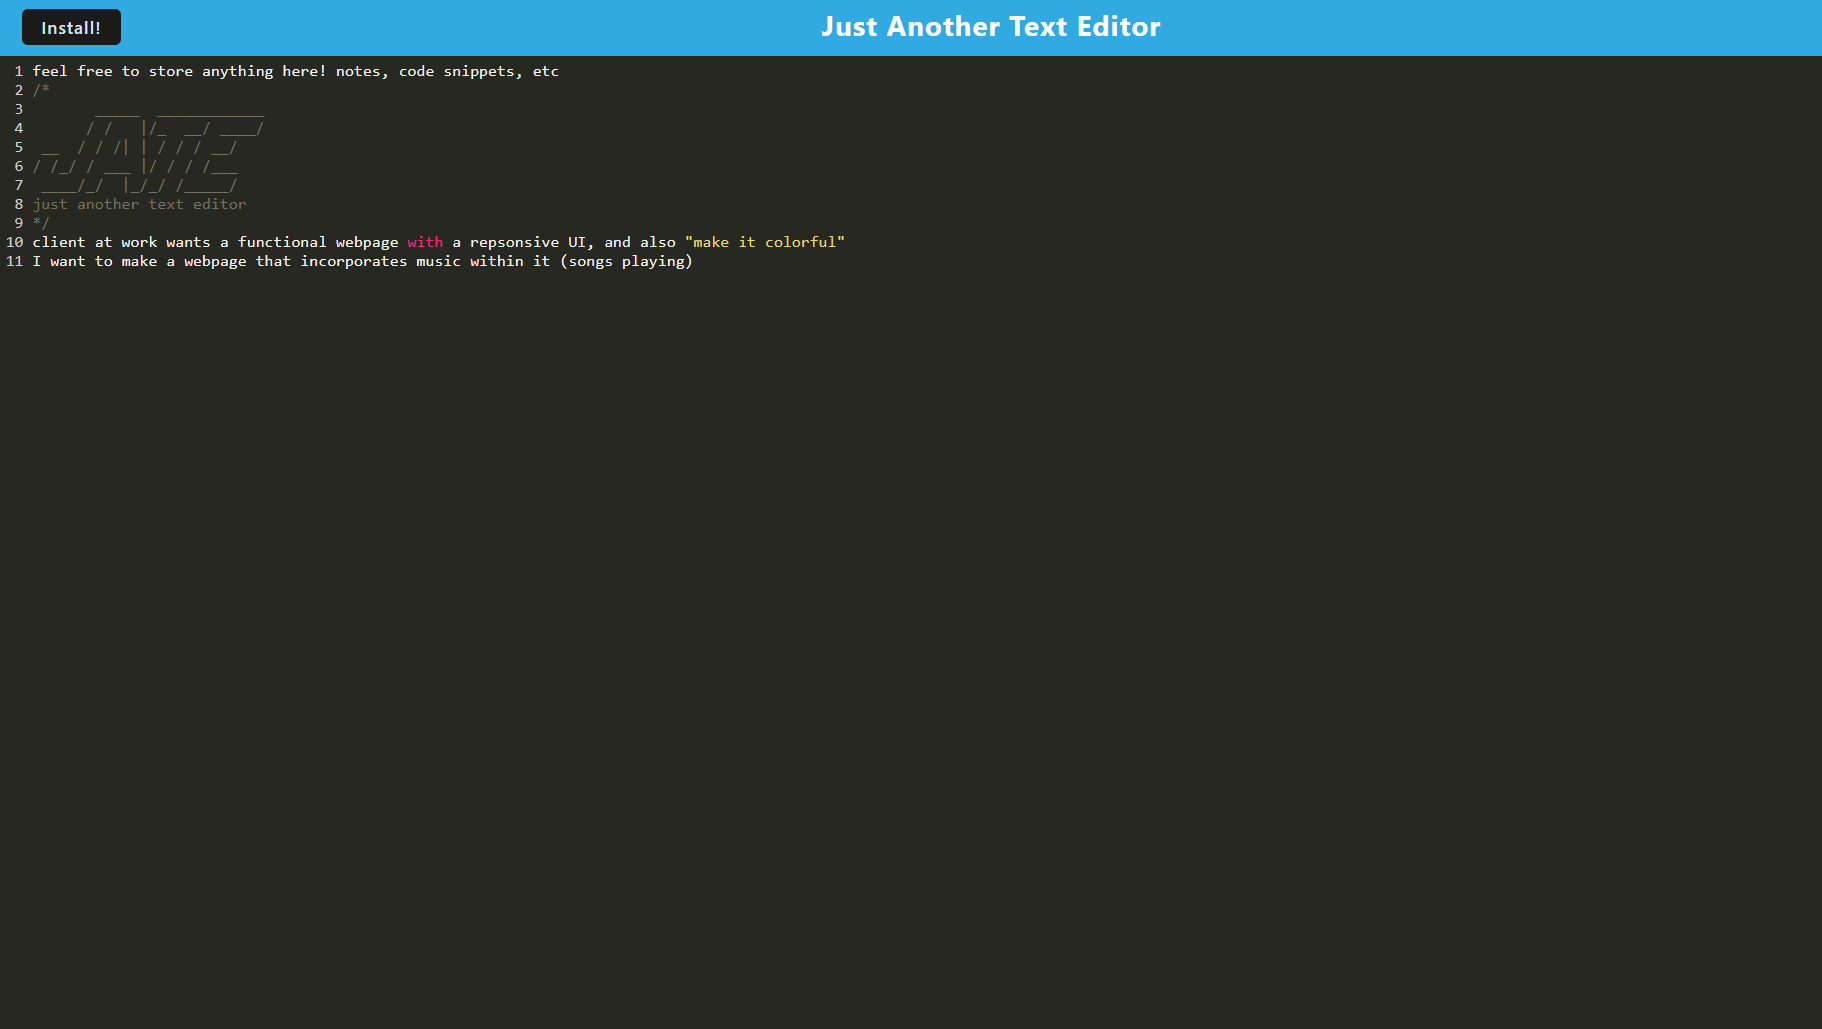 Install!
Just Another Text Editor
1 feel free to store anything here! notes, code snippets, etc
2 /*
3        _____  ____________
4       / /   |/_  __/ ____/
5  __  / / /| | / / / __/
6 / /_/ / ___ |/ / / /___
7  ____/_/  |_/_/ /_____/
8 just another text editor
9 */
10 client at work wants a functional webpage with a repsonsive UI, and also "make it colorful"
11 I want to make a webpage that incorporates music within it (songs playing)